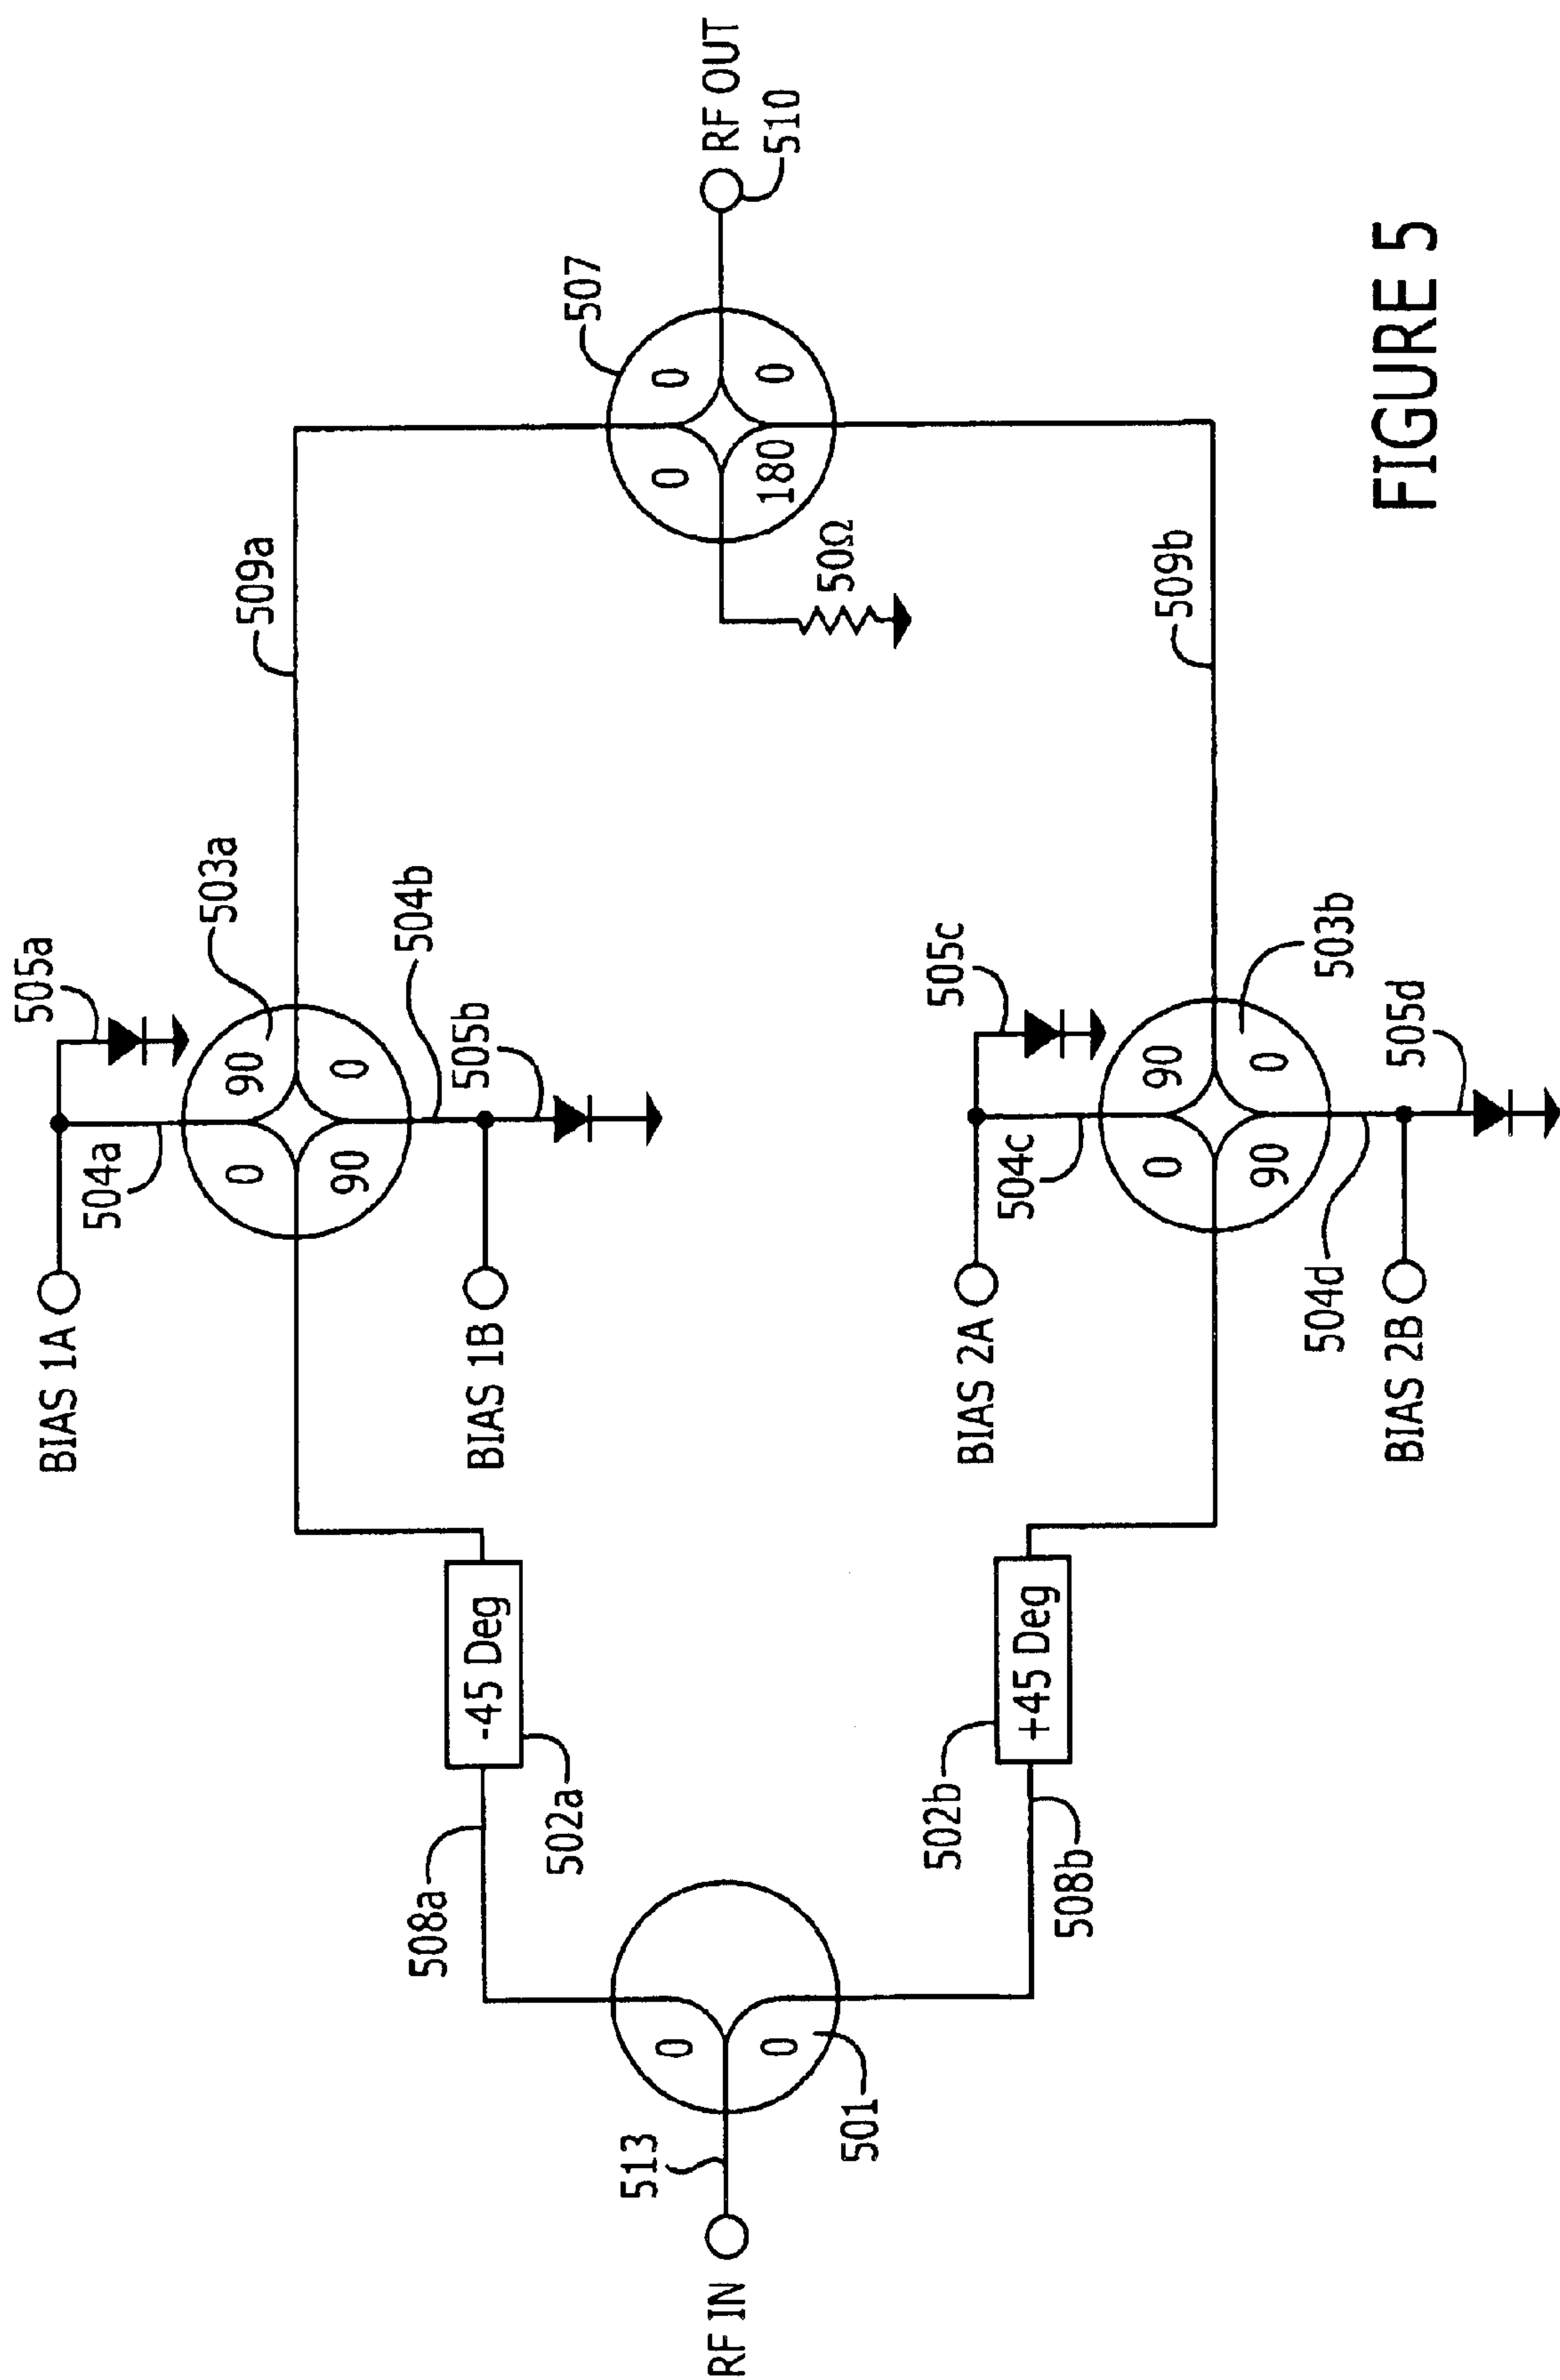 BIAS 1A
504a
505a
0
90
503a
90
0
504b
BIAS 1B
505b
509a
508a
-45 Deg
502a
RF IN
513
0
0
501
508b
+45 Deg
502b
507
0
0
180
0
50Ω
RF OUT
510
BIAS 2A
504c
505c
0
90
90
0
503b
504d
BIAS 2B
505d
509b
FIGURE 5